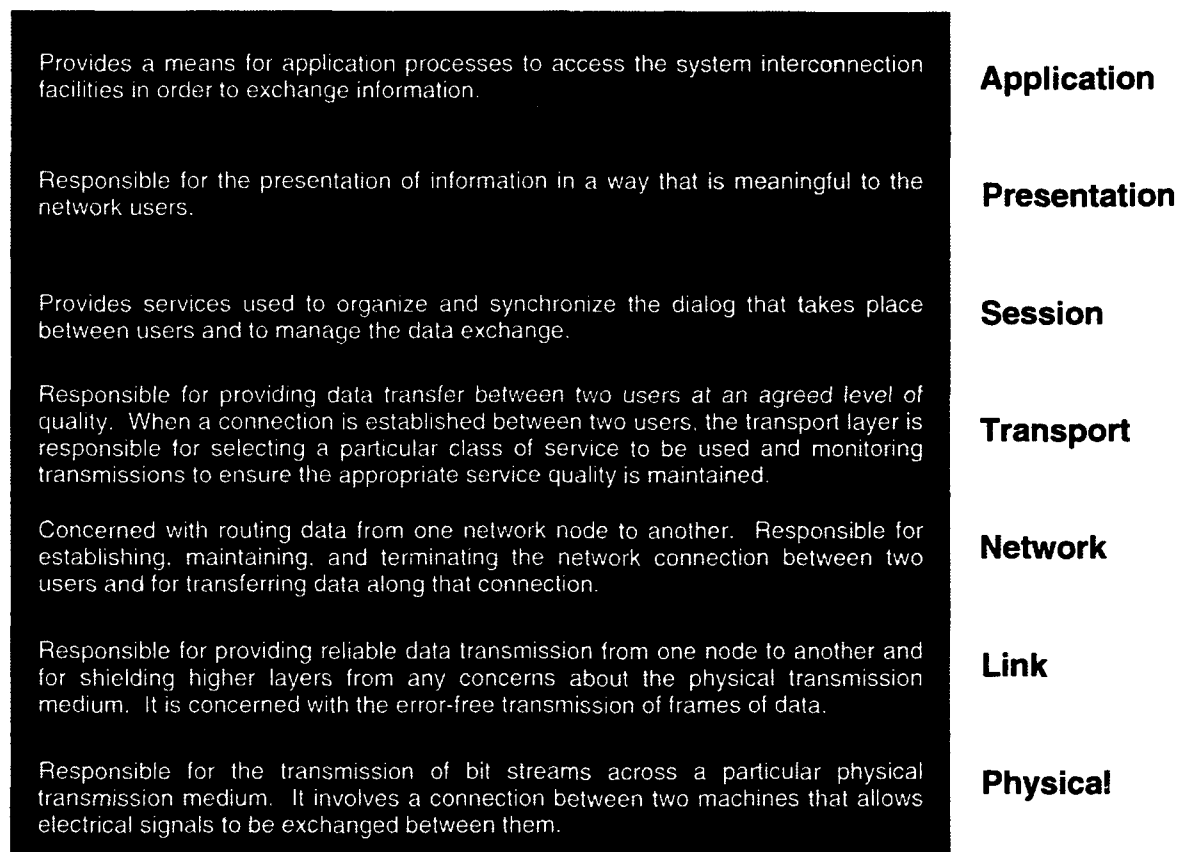 Provides a means for application processes to access the system interconnection
facilities in order to exchange information.
Application
Responsible for the presentation of information in a way that is meaningful to the
network users.
Presentation
Provides services used to organize and synchronize the dialog that takes place
between users and to manage the data exchange.
Session
Responsible for providing data transfer between two users at an agreed level of
quality. When a connection is established between two users, the transport layer is
responsible for selecting a particular class of service to be used and monitoring
transmissions to ensure the appropriate service quality is maintained.
Transport
Concerned with routing data from one network node to another. Responsible for
establishing, maintaining, and terminating the network connection between two
users and for transferring data along that connection.
Network
Responsible for providing reliable data transmission from one node to another and
for shielding higher layers from any concerns about the physical transmission
medium. It is concerned with the error-free transmission of frames of data.
Link
Responsible for the transmission of bit streams across a particular physical
transmission medium. It involves a connection between two machines that allows
electrical signals to be exchanged between them.
Physical